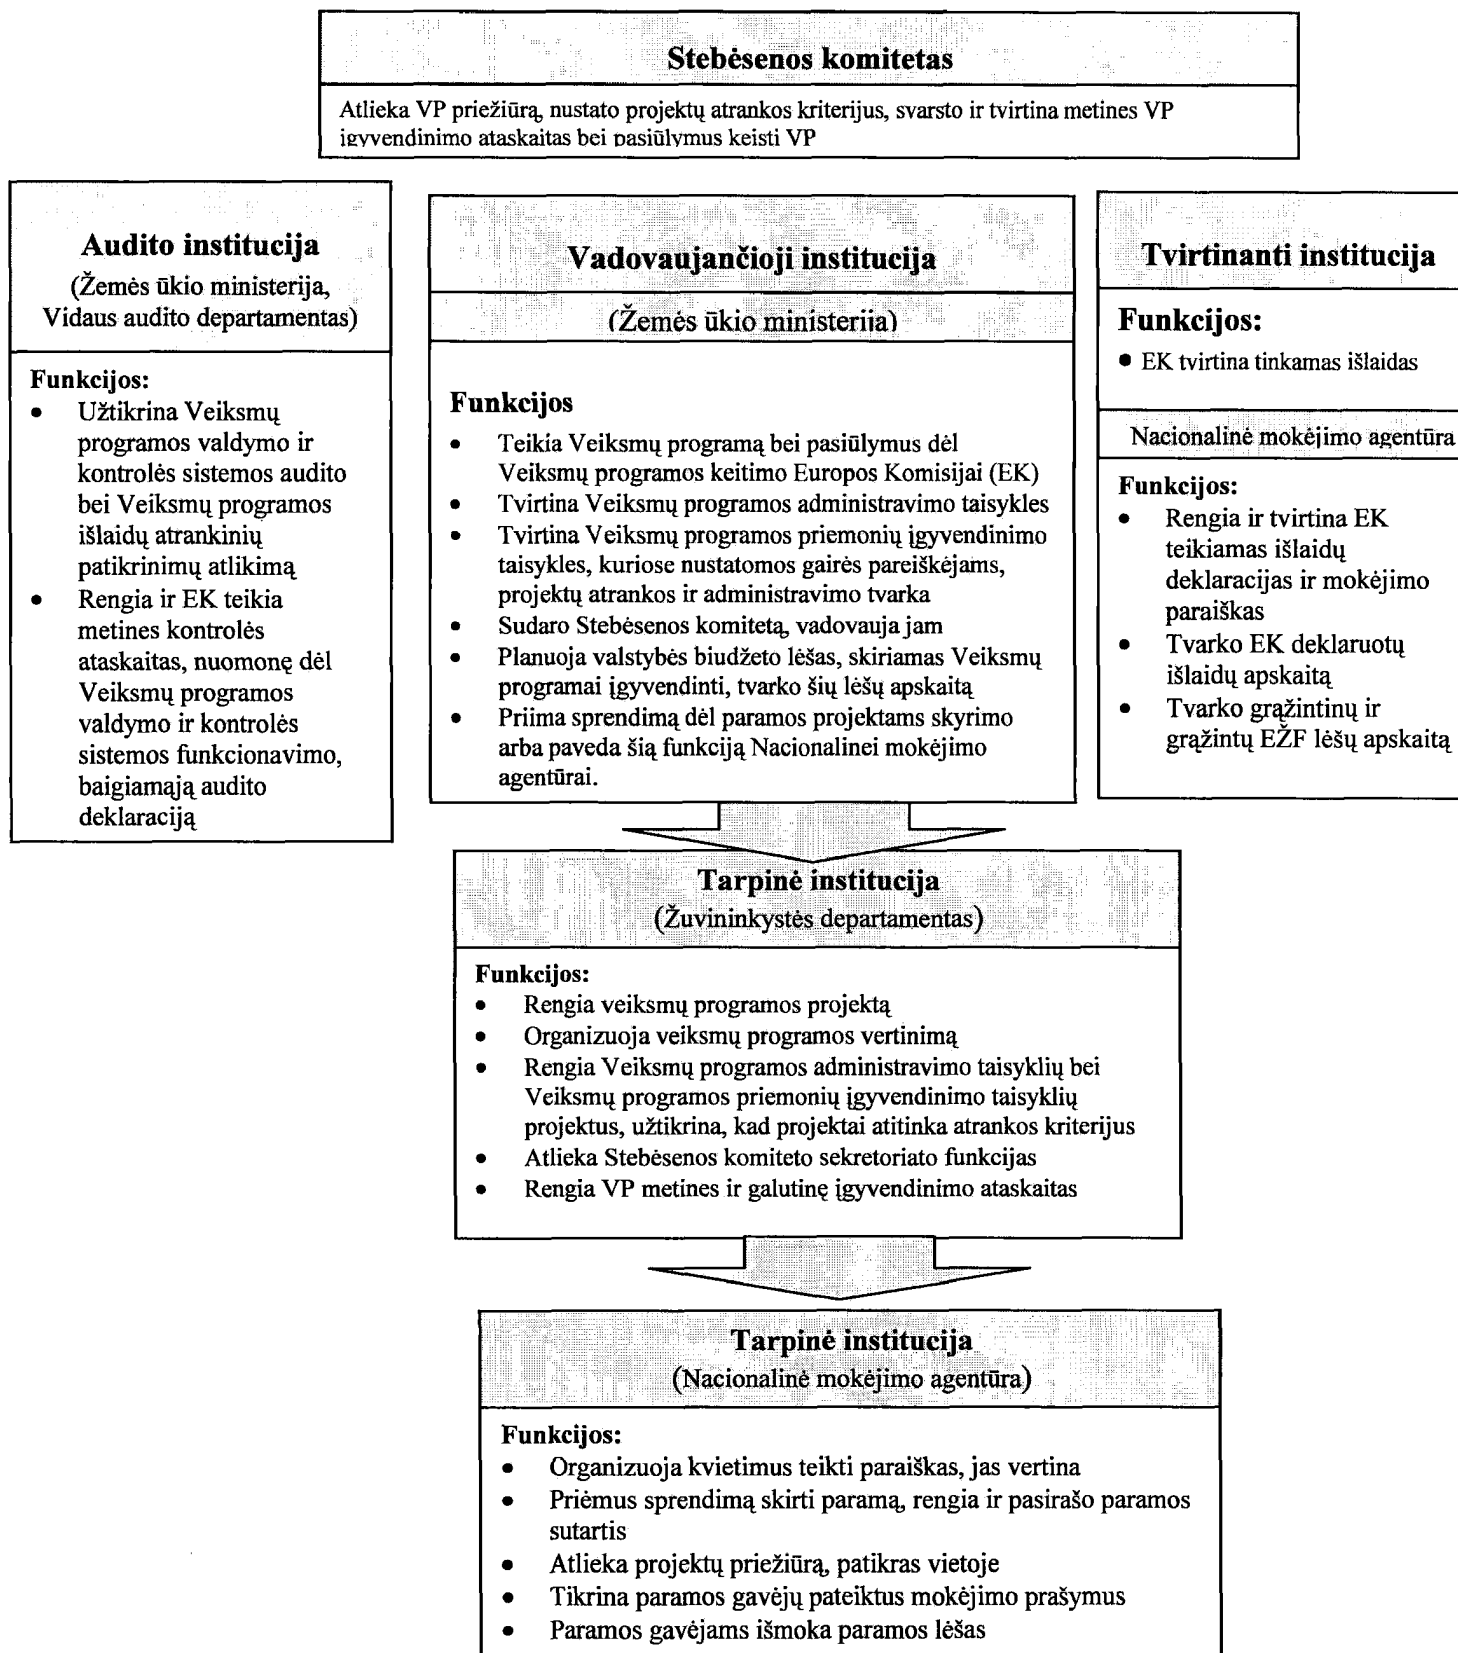 Stebėsenos komitetas
Atlieka VP priežiūrą, nustato projektų atrankos kriterijus, svarsto ir tvirtina metines VP
įgyvendinimo ataskaitas bei pasiūlymus keisti VP
Audito institucija
(Žemės ūkio ministerija,
Vidaus audito departamentas)
Funkcijos:
• Užtikrina Veiksmų
programos valdymo ir
kontrolės sistemos audito
bei Veiksmų programos
išlaidų atrankinių
patikrinimų atlikimą
• Rengia ir EK teikia
metines kontrolės
ataskaitas, nuomonę dėl
Veiksmų programos
valdymo ir kontrolės
sistemos funkcionavimo,
baigiamąją audito
deklaraciją
Vadovaujančioji institucija
(Žemės ūkio ministerija)
Funkcijos
• Teikia Veiksmų programą bei pasiūlymus dėl
Veiksmų programos keitimo Europos Komisijai (EK)
• Tvirtina Veiksmų programos administravimo taisykles
• Tvirtina Veiksmų programos priemonių įgyvendinimo
taisykles, kuriose nustatomos gairės pareiškėjams,
projektų atrankos ir administravimo tvarka
• Sudaro Stebėsenos komitetą, vadovauja jam
• Planuoja valstybės biudžeto lėšas, skiriamas Veiksmų
programai įgyvendinti, tvarko šių lėšų apskaitą
• Priima sprendimą dėl paramos projektams skyrimo
arba paveda šią funkciją Nacionalinei mokėjimo
agentūrai.
Tvirtinanti institucija
Funkcijos:
• EK tvirtina tinkamas išlaidas
Nacionalinė mokėjimo agentūra
Funkcijos:
• Rengia ir tvirtina EK
teikiamas išlaidų
deklaracijas ir mokėjimo
paraiškas
• Tvarko EK deklaruotų
išlaidų apskaitą
• Tvarko grąžintinų ir
grąžintų EŽF lėšų apskaitą
Tarpinė institucija
(Žuvininkystės departamentas)
Funkcijos:
• Rengia veiksmų programos projektą
• Organizuoja veiksmų programos vertinimą
• Rengia Veiksmų programos administravimo taisyklių bei
Veiksmų programos priemonių įgyvendinimo taisyklių
projektus, užtikrina, kad projektai atitinka atrankos kriterijus
• Atlieka Stebėsenos komiteto sekretoriato funkcijas
• Rengia VP metines ir galutinę įgyvendinimo ataskaitas
Tarpinė institucija
(Nacionalinė mokėjimo agentūra)
Funkcijos:
• Organizuoja kvietimus teikti paraiškas, jas vertina
• Priėmus sprendimą skirti paramą, rengia ir pasirašo paramos
sutartis
• Atlieka projektų priežiūrą, patikras vietoje
• Tikrina paramos gavėjų pateiktus mokėjimo prašymus
• Paramos gavėjams išmoka paramos lėšas